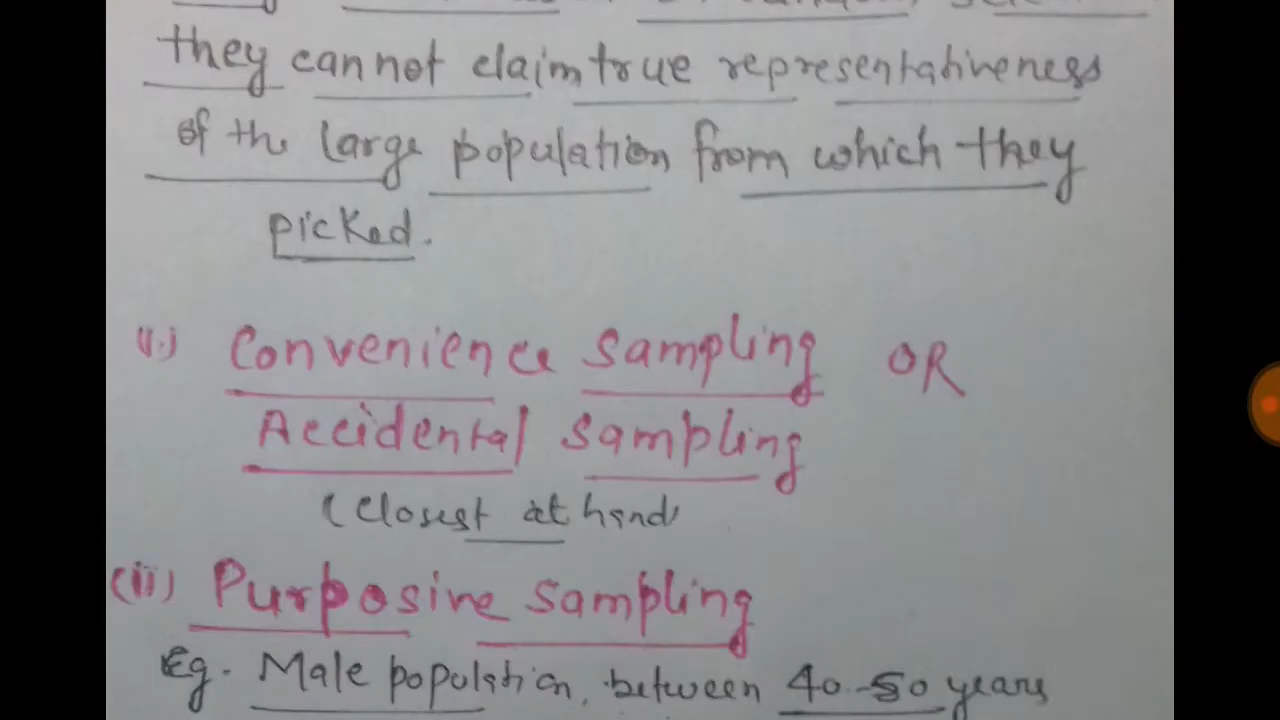 they cannot claim true representativeness
of the large population from which they
picked.
(i.) Convenience sampling OR
Accidental sampling
(Closest at hand)
(ii) Purposive sampling
Eg. Male population, between 40-50 years